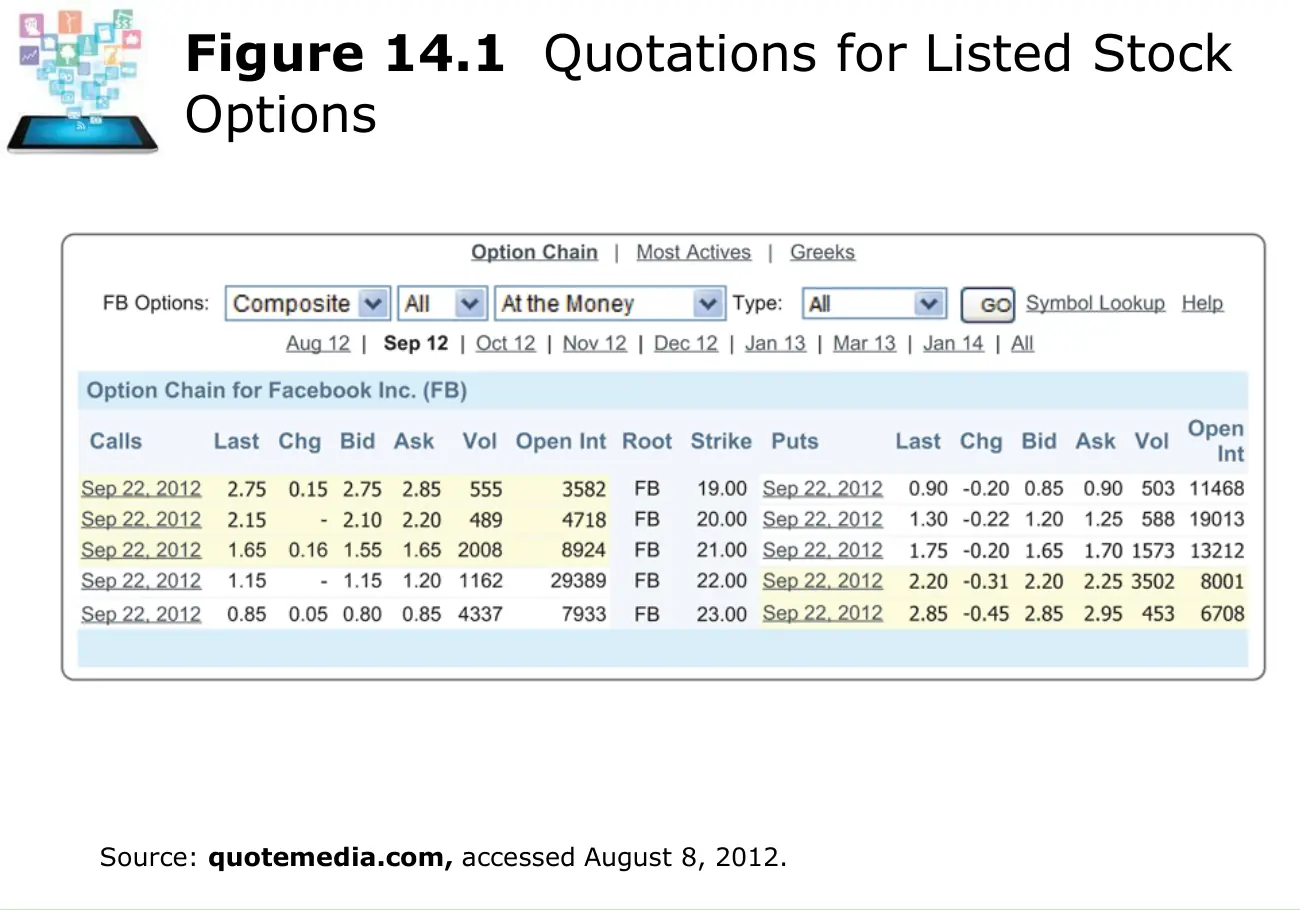 Figure 14.1 Quotations for Listed Stock
Options
Option Chain | Most Actives | Greeks
FB Options: Composite All At the Money Type: All GO Symbol Lookup Help
Aug 12 | Sep 12 | Oct 12 | Nov 12 | Dec 12 | Jan 13 | Mar 13 | Jan 14 | All
Option Chain for Facebook Inc. (FB)
Calls Last Chg Bid Ask Vol Open Int Root Strike Puts Last Chg Bid Ask Vol Open Int
Sep 22, 2012 2.75 0.15 2.75 2.85 555 3582 FB 19.00 Sep 22, 2012 0.90 -0.20 0.85 0.90 503 11468
Sep 22, 2012 2.15 - 2.10 2.20 489 4718 FB 20.00 Sep 22, 2012 1.30 -0.22 1.20 1.25 588 19013
Sep 22, 2012 1.65 0.16 1.55 1.65 2008 8924 FB 21.00 Sep 22, 2012 1.75 -0.20 1.65 1.70 1573 13212
Sep 22, 2012 1.15 - 1.15 1.20 1162 29389 FB 22.00 Sep 22, 2012 2.20 -0.31 2.20 2.25 3502 8001
Sep 22, 2012 0.85 0.05 0.80 0.85 4337 7933 FB 23.00 Sep 22, 2012 2.85 -0.45 2.85 2.95 453 6708
Source: quotemedia.com, accessed August 8, 2012.